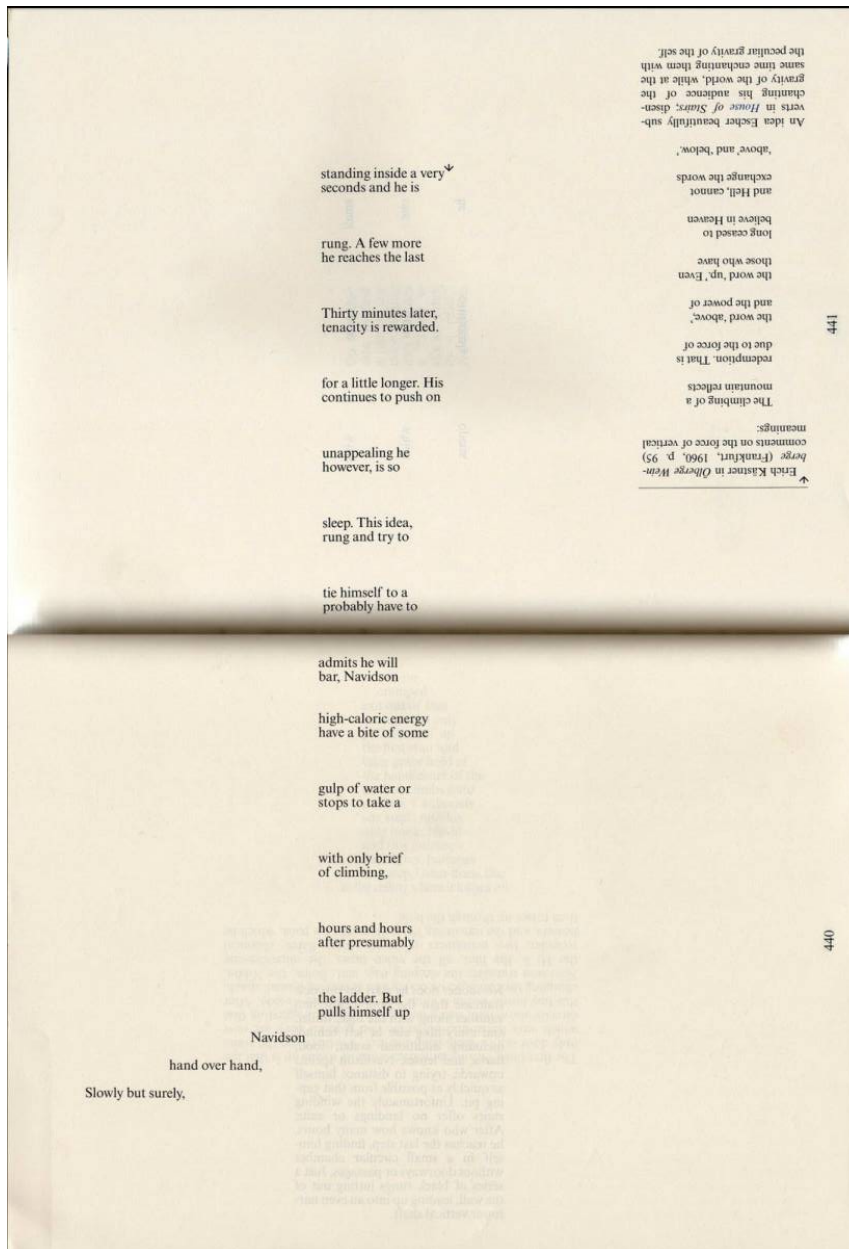 Slowly but surely,
hand over hand,
Navidson
pulls himself up
the ladder. But
after presumably
hours and hours
of climbing,
with only brief
stops to take a
gulp of water or
have a bite of some
high-caloric energy
bar, Navidson
admits he will
probably have to
tie himself to a
rung and try to
sleep. This idea,
however, is so
unappealing he
continues to push on
for a little longer. His
tenacity is rewarded.
Thirty minutes later,
he reaches the last
rung. A few more
seconds and he is
standing inside a very↓
440
↓Erich Kästner in Ölberge Wein-
berge (Frankfurt, 1960, p. 95)
comments on the force of vertical
meanings:
The climbing of a
mountain reflects
redemption. That is
due to the force of
the word 'above,'
and the power of
the word 'up.' Even
those who have
long ceased to
believe in Heaven
and Hell, cannot
exchange the words
'above' and 'below.'
An idea Escher beautifully sub-
verts in House of Stairs; disen-
chanting his audience of the
gravity of the world, while at the
same time enchanting them with
the peculiar gravity of the self.
441